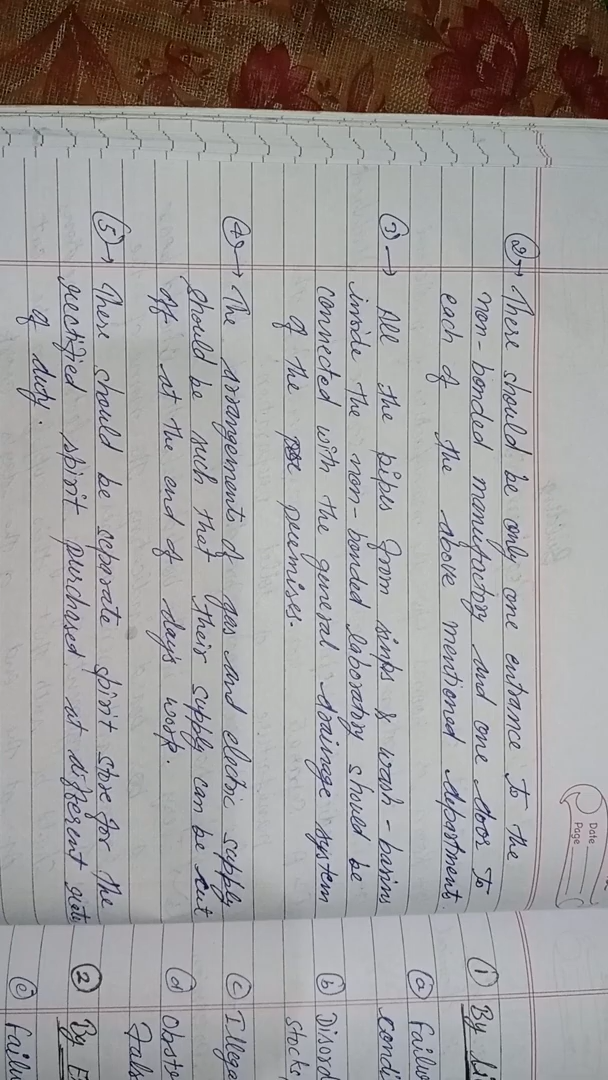 Date
Page
② → There should be only one entrance to the
non-bonded manufactory and one door to
each of the above mentioned department.
③ → All the pipes from sinks & wash-basins
inside the non-bonded laboratory should be
connected with the general drainage system
of the premises.
④ → The arrangements of gas and electric supply
should be such that their supply can be cut
off at the end of days work.
⑤ → There should be separate spirit store for the
rectified spirit purchased at different
of duty.
① By
ⓐ Failu
condi
ⓑ Disord
stocks
ⓒ Illega
ⓓ Obst
Fals
② By
ⓔ Failu